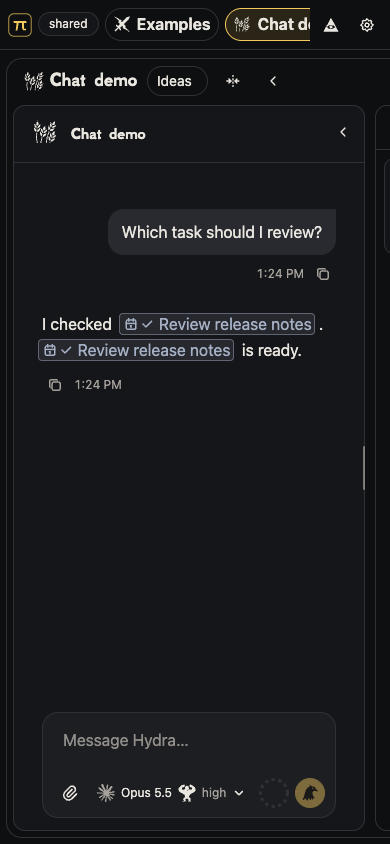 π shared Examples Chat d
Chat demo Ideas
Chat demo
Which task should I review?
1:24 PM
I checked Review release notes .
Review release notes is ready.
1:24 PM
Message Hydra...
Opus 5.5 high